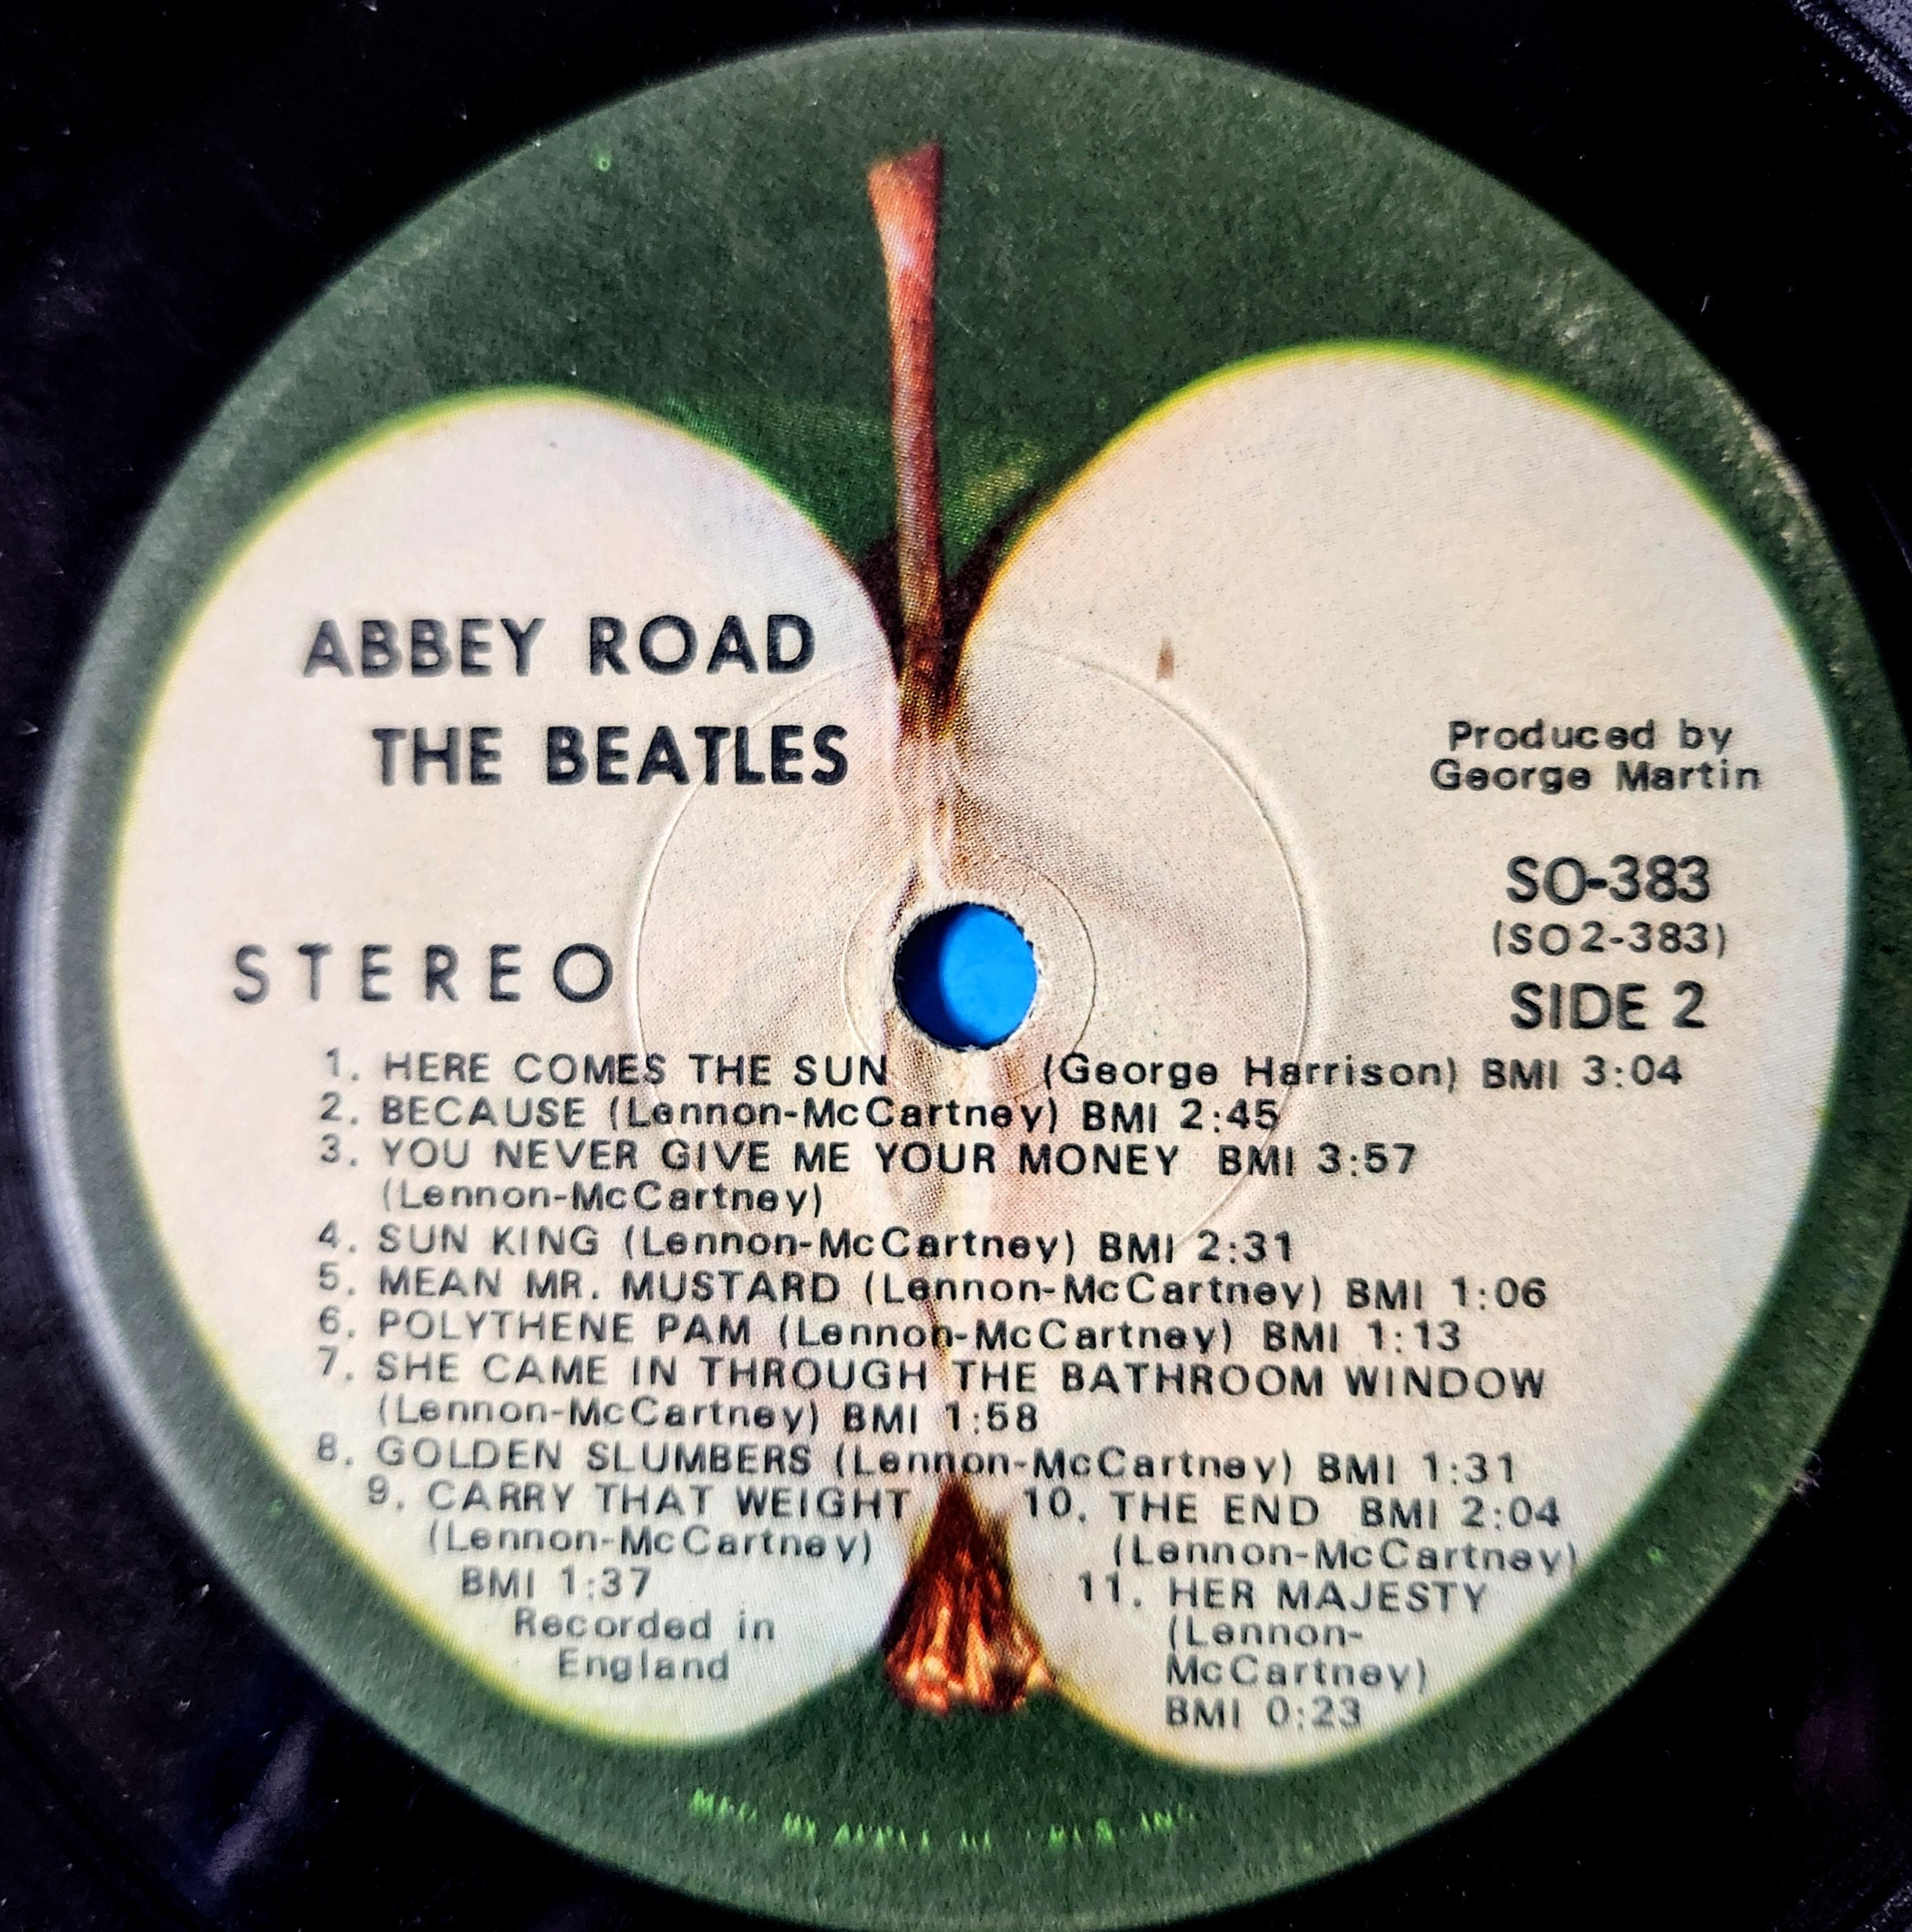 ABBEY ROAD
THE BEATLES
Produced by
George Martin
SO-383
(SO2-383)
STEREO
SIDE 2
1. HERE COMES THE SUN (George Harrison) BMI 3:04
2. BECAUSE (Lennon-McCartney) BMI 2:45
3. YOU NEVER GIVE ME YOUR MONEY BMI 3:57
(Lennon-McCartney)
4. SUN KING (Lennon-McCartney) BMI 2:31
5. MEAN MR. MUSTARD (Lennon-McCartney) BMI 1:06
6. POLYTHENE PAM (Lennon-McCartney) BMI 1:13
7. SHE CAME IN THROUGH THE BATHROOM WINDOW
(Lennon-McCartney) BMI 1:58
8. GOLDEN SLUMBERS (Lennon-McCartney) BMI 1:31
9. CARRY THAT WEIGHT
(Lennon-McCartney)
BMI 1:37
Recorded in
England
10. THE END BMI 2:04
(Lennon-McCartney)
11. HER MAJESTY
(Lennon-
McCartney)
BMI 0:23